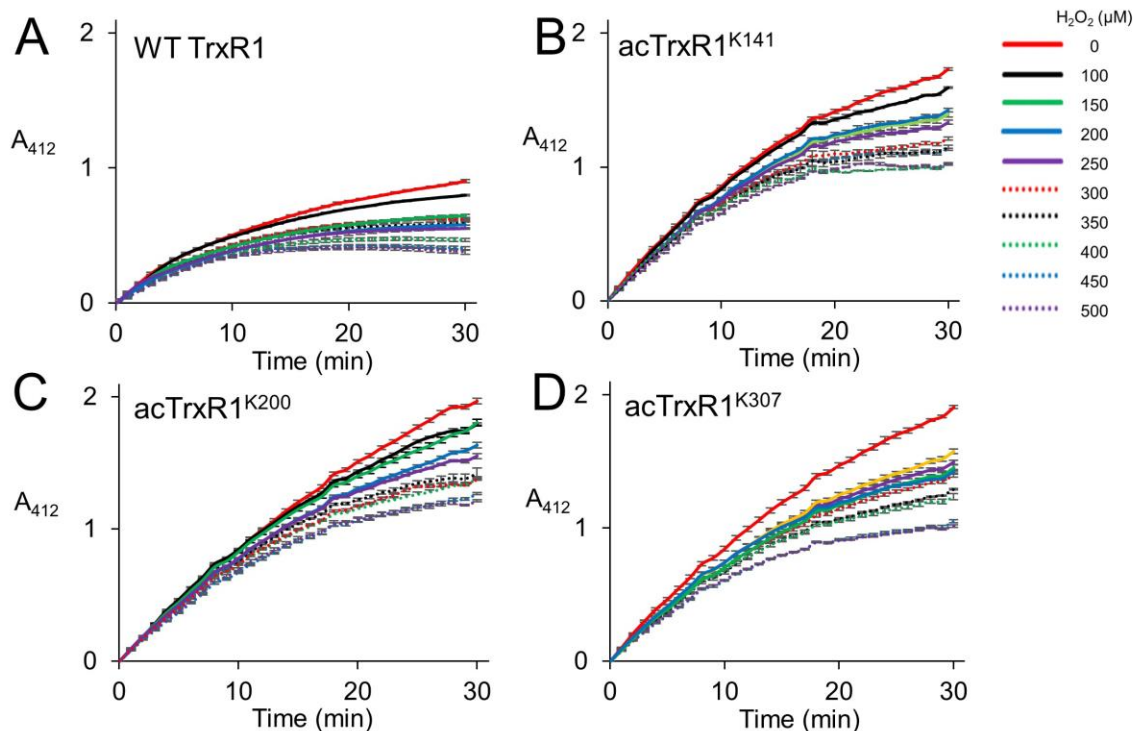 A
WT TrxR1
2
A₄₁₂
1
0
0
10
20
30
Time (min)
B
acTrxR1ᴷ¹⁴¹
2
A₄₁₂
1
0
0
10
20
30
Time (min)
H₂O₂ (µM)
0
100
150
200
250
300
350
400
450
500
C
acTrxR1ᴷ²⁰⁰
2
A₄₁₂
1
0
0
10
20
30
Time (min)
D
acTrxR1ᴷ³⁰⁷
2
A₄₁₂
1
0
0
10
20
30
Time (min)